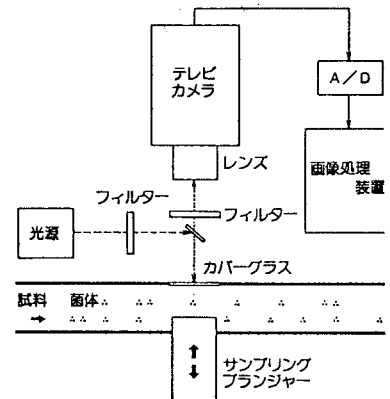 テレビ
カメラ
A/D
レンズ
画像処理
装置
フィルター
フィルター
光源
カバーグラス
試料 菌体
サンプリング
プランジャー